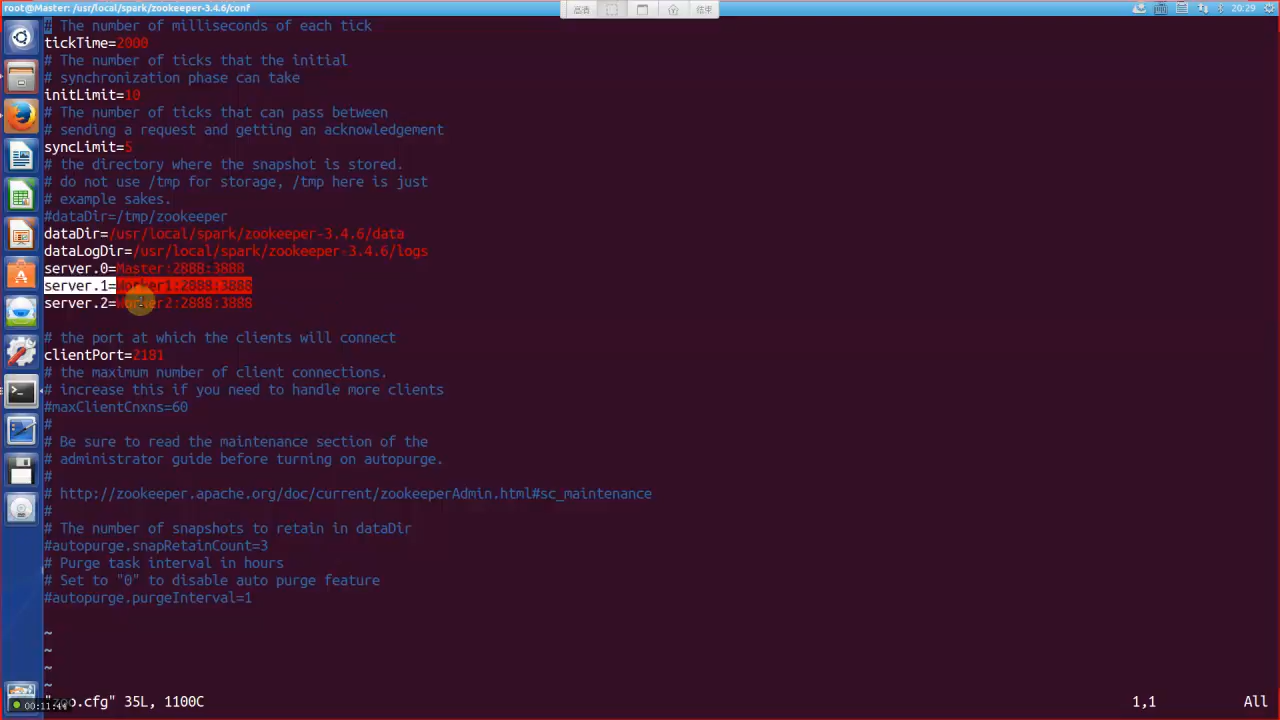 root@Master: /usr/local/spark/zookeeper-3.4.6/conf
高清
结束
20:29
# The number of milliseconds of each tick
tickTime=2000
# The number of ticks that the initial
# synchronization phase can take
initLimit=10
# The number of ticks that can pass between
# sending a request and getting an acknowledgement
syncLimit=5
# the directory where the snapshot is stored.
# do not use /tmp for storage, /tmp here is just
# example sakes.
#dataDir=/tmp/zookeeper
dataDir=/usr/local/spark/zookeeper-3.4.6/data
dataLogDir=/usr/local/spark/zookeeper-3.4.6/logs
server.0=Master:2888:3888
server.1=Worker1:2888:3888
server.2=Worker2:2888:3888
# the port at which the clients will connect
clientPort=2181
# the maximum number of client connections.
# increase this if you need to handle more clients
#maxClientCnxns=60
#
# Be sure to read the maintenance section of the
# administrator guide before turning on autopurge.
#
# http://zookeeper.apache.org/doc/current/zookeeperAdmin.html#sc_maintenance
#
# The number of snapshots to retain in dataDir
#autopurge.snapRetainCount=3
# Purge task interval in hours
# Set to "0" to disable auto purge feature
#autopurge.purgeInterval=1
~
~
~
~
"zoo.cfg" 35L, 1100C
1,1
All
00:11:44